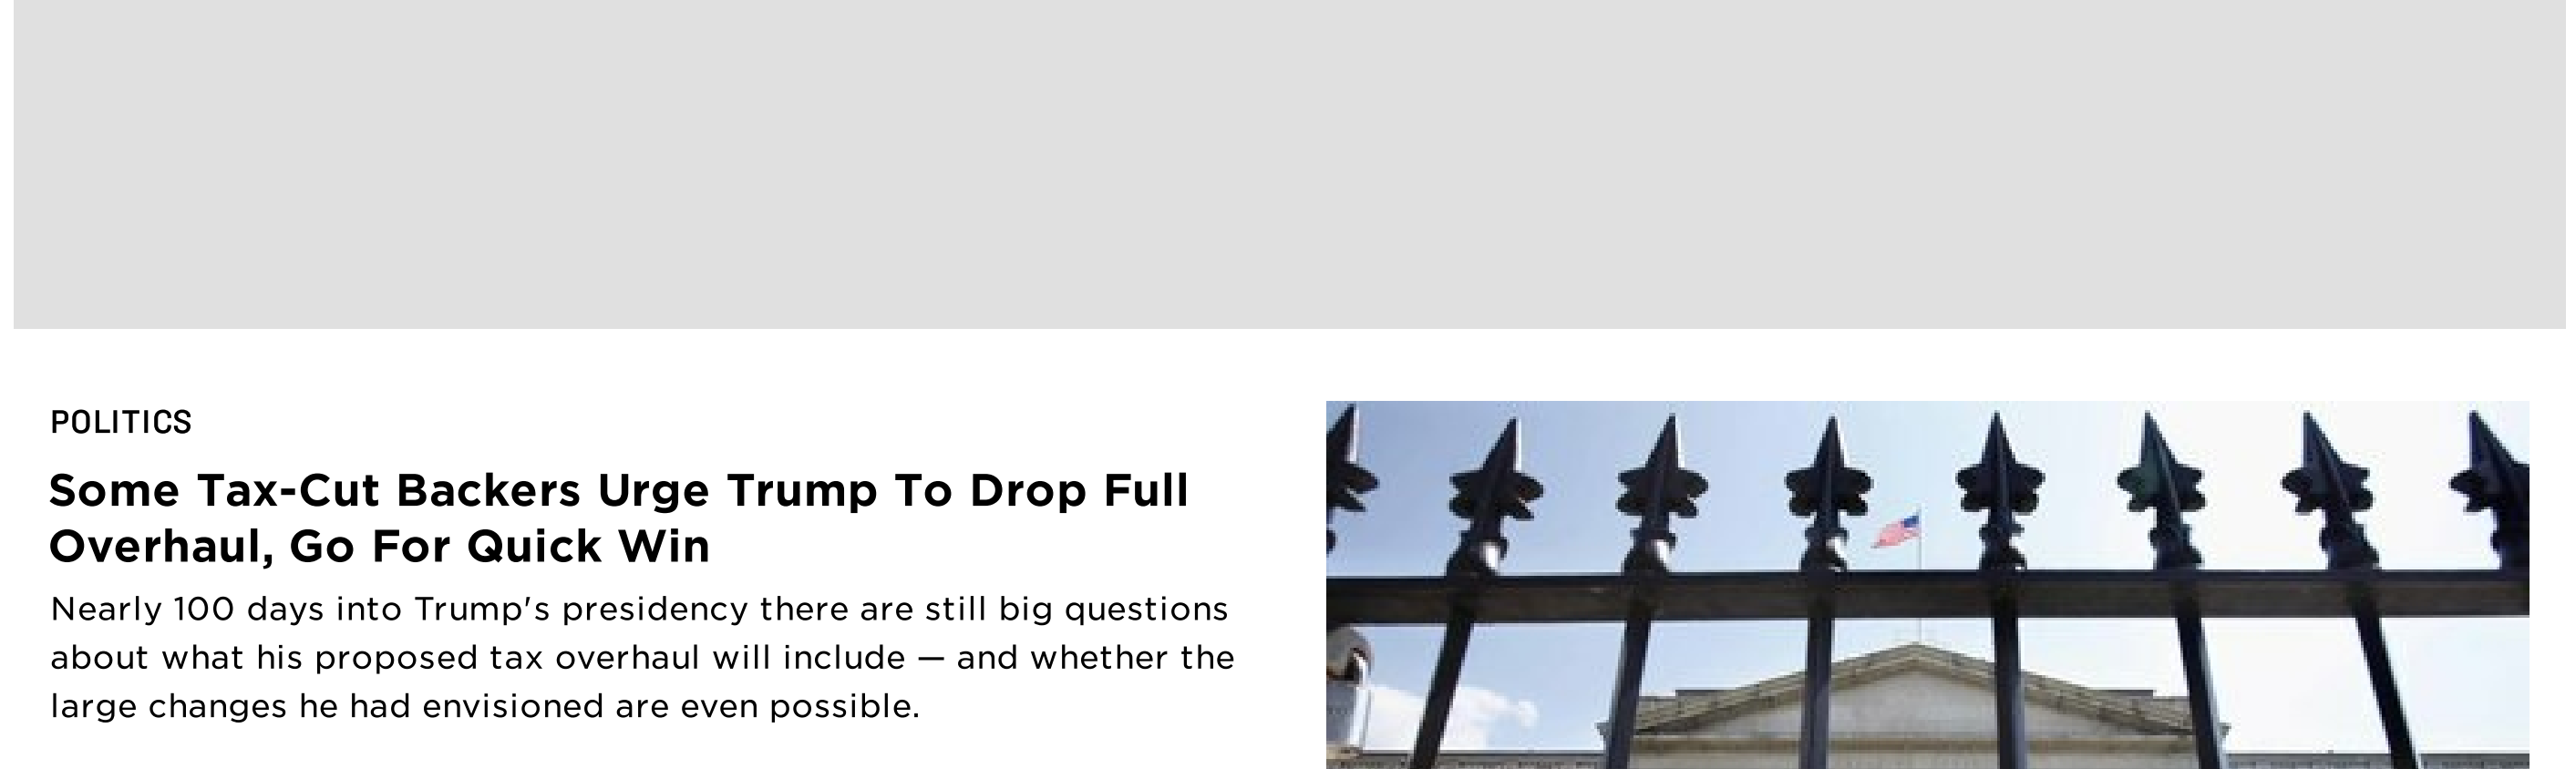 POLITICS
Some Tax-Cut Backers Urge Trump To Drop Full
Overhaul, Go For Quick Win
Nearly 100 days into Trump's presidency there are still big questions
about what his proposed tax overhaul will include — and whether the
large changes he had envisioned are even possible.